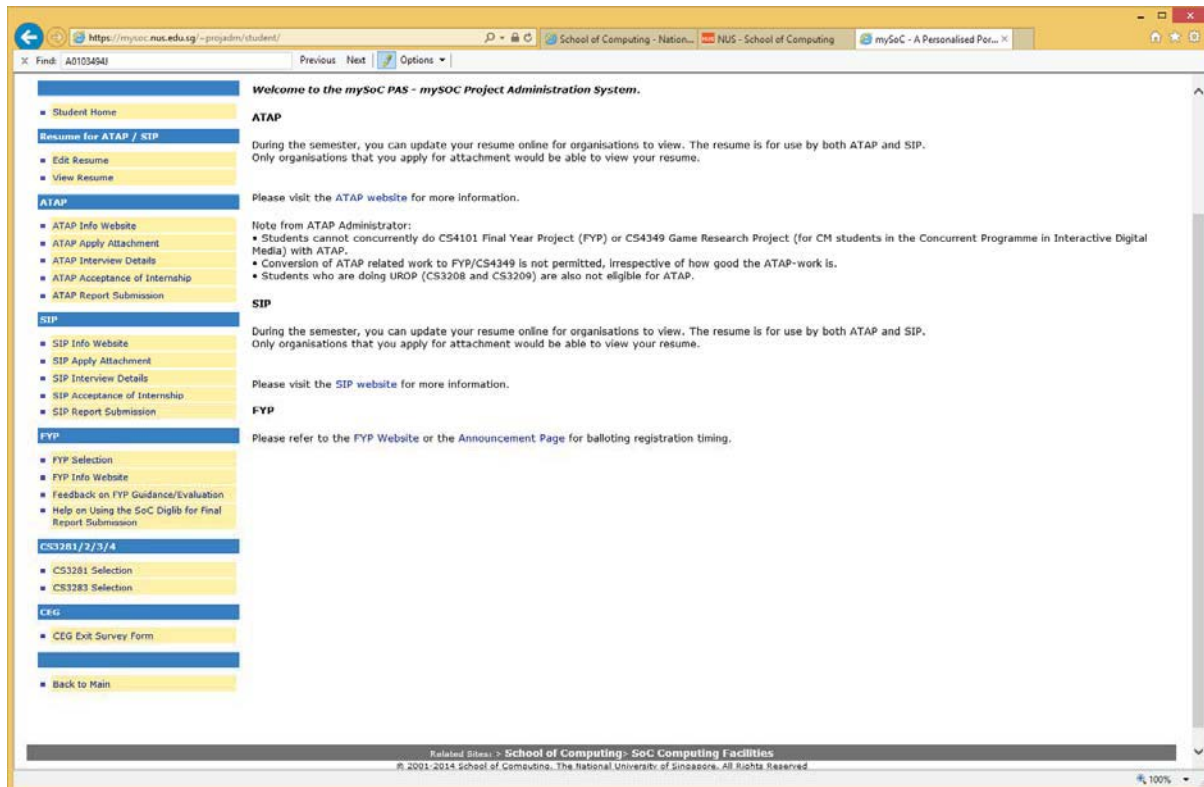 https://mysoc.nus.edu.sg/~projadm/student/
School of Computing - Nation...
NUS - School of Computing
mySoC - A Personalised Por...
Find: A0103494J
Previous Next Options
Welcome to the mySoC PAS - mySOC Project Administration System.
Student Home
Resume for ATAP / SIP
Edit Resume
View Resume
ATAP
ATAP Info Website
ATAP Apply Attachment
ATAP Interview Details
ATAP Acceptance of Internship
ATAP Report Submission
SIP
SIP Info Website
SIP Apply Attachment
SIP Interview Details
SIP Acceptance of Internship
SIP Report Submission
FYP
FYP Selection
FYP Info Website
Feedback on FYP Guidance/Evaluation
Help on Using the SoC Diglib for Final
Report Submission
CS3281/2/3/4
CS3281 Selection
CS3283 Selection
CEG
CEG Exit Survey Form
Back to Main
ATAP
During the semester, you can update your resume online for organisations to view. The resume is for use by both ATAP and SIP.
Only organisations that you apply for attachment would be able to view your resume.
Please visit the ATAP website for more information.
Note from ATAP Administrator:
• Students cannot concurrently do CS4101 Final Year Project (FYP) or CS4349 Game Research Project (for CM students in the Concurrent Programme in Interactive Digital
Media) with ATAP.
• Conversion of ATAP related work to FYP/CS4349 is not permitted, irrespective of how good the ATAP-work is.
• Students who are doing UROP (CS3208 and CS3209) are also not eligible for ATAP.
SIP
During the semester, you can update your resume online for organisations to view. The resume is for use by both ATAP and SIP.
Only organisations that you apply for attachment would be able to view your resume.
Please visit the SIP website for more information.
FYP
Please refer to the FYP Website or the Announcement Page for balloting registration timing.
Related Sites: > School of Computing> SoC Computing Facilities
© 2001-2014 School of Computing, The National University of Singapore. All Rights Reserved
100%